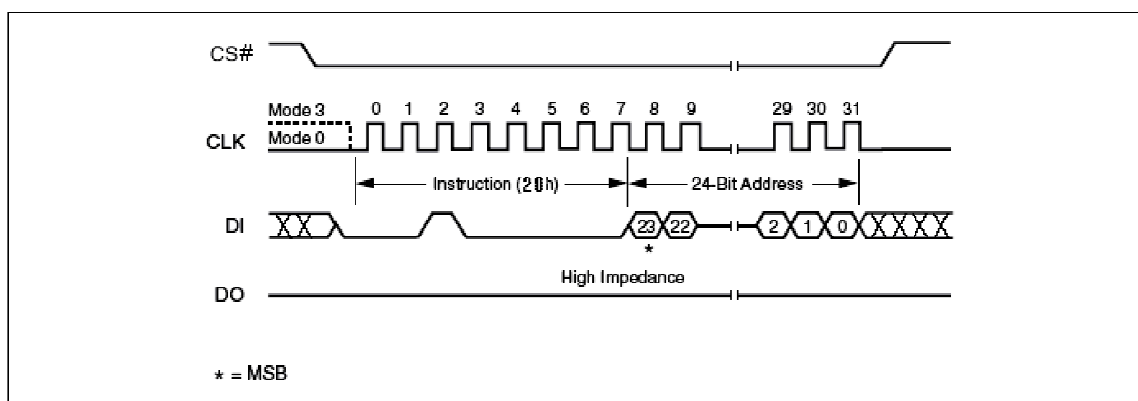 CS#
Mode 3
0 1 2 3 4 5 6 7 8 9 29 30 31
CLK
Mode 0
Instruction (20h)
24-Bit Address
DI
23 22 2 1 0
*
High Impedance
DO
* = MSB